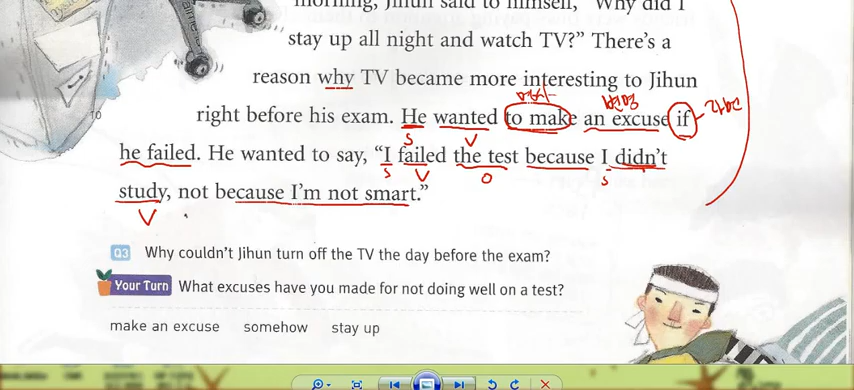 morning, Jihun said to himself, "Why did I
stay up all night and watch TV?" There's a
reason why TV became more interesting to Jihun
right before his exam. He wanted to make an excuse if
he failed. He wanted to say, "I failed the test because I didn't
study, not because I'm not smart."
S V 변명
S V O S
V
10
Q3 Why couldn't Jihun turn off the TV the day before the exam?
Your Turn What excuses have you made for not doing well on a test?
make an excuse somehow stay up